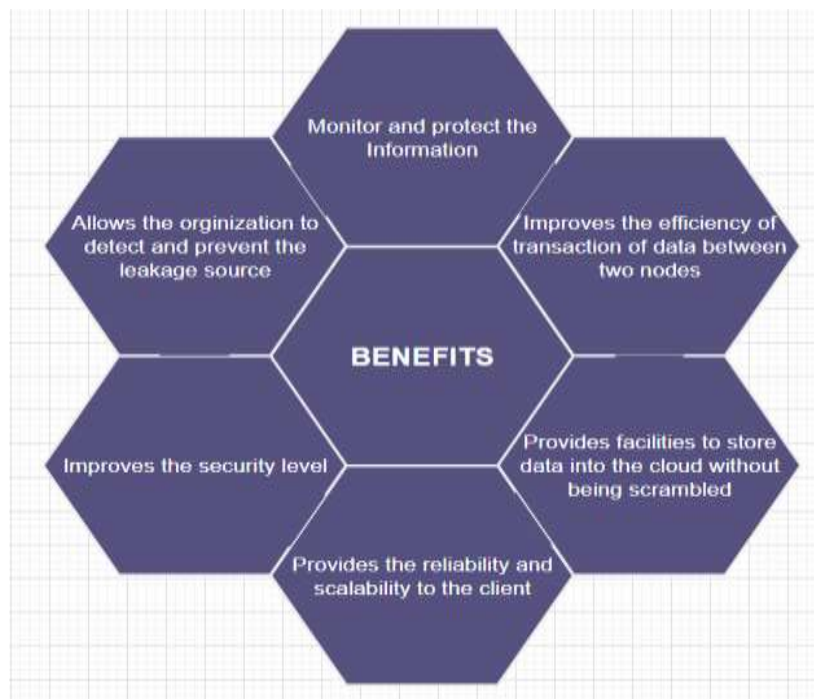 Monitor and protect the
Information
Allows the orginization to
detect and prevent the
leakage source
Improves the efficiency of
transaction of data between
two nodes
BENEFITS
Improves the security level
Provides facilities to store
data into the cloud without
being scrambled
Provides the reliability and
scalability to the client